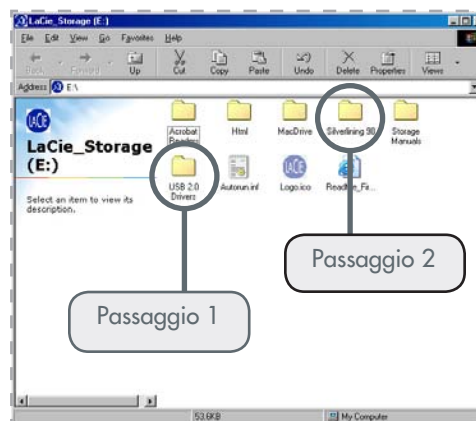 LaCie_Storage (E:)
File Edit View Go Favorites Help
Back Forward Up Cut Copy Paste Undo Delete Properties Views
Address E:\
LaCie
LaCie_Storage
(E:)
Select an item to view its
description.
Acrobat
Readers
Html
MacDrive
Silverlining 98
Storage
Manuals
USB 2.0
Drivers
Autorun.inf
Logo.ico
ReadMe_Fi...
Passaggio 1
Passaggio 2
53.6KB
My Computer